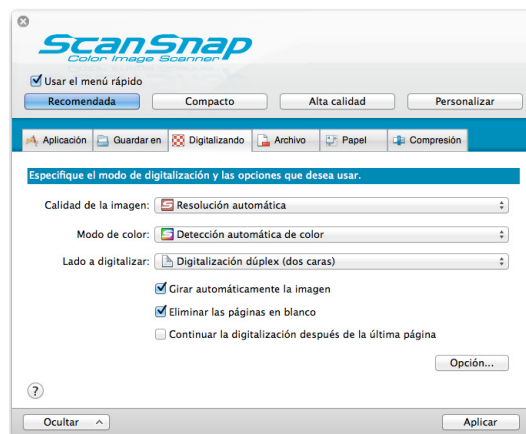 ScanSnap
Color Image Scanner
Usar el menú rápido
Recomendada Compacto Alta calidad Personalizar
Aplicación Guardar en Digitalizando Archivo Papel Compresión
Especifique el modo de digitalización y las opciones que desea usar.
Calidad de la imagen: Resolución automática
Modo de color: Detección automática de color
Lado a digitalizar: Digitalización dúplex (dos caras)
Girar automáticamente la imagen
Eliminar las páginas en blanco
Continuar la digitalización después de la última página
Opción...
?
Ocultar Aplicar